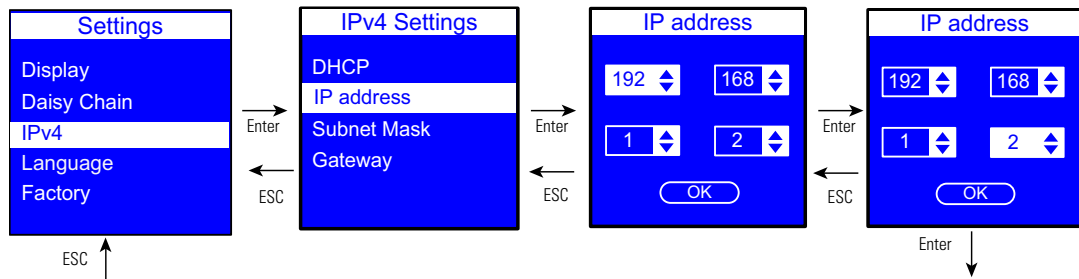 Settings
Display
Daisy Chain
IPv4
Language
Factory
Enter
ESC
IPv4 Settings
DHCP
IP address
Subnet Mask
Gateway
Enter
ESC
IP address
192 168
1 2
OK
Enter
ESC
IP address
192 168
1 2
OK
ESC
Enter